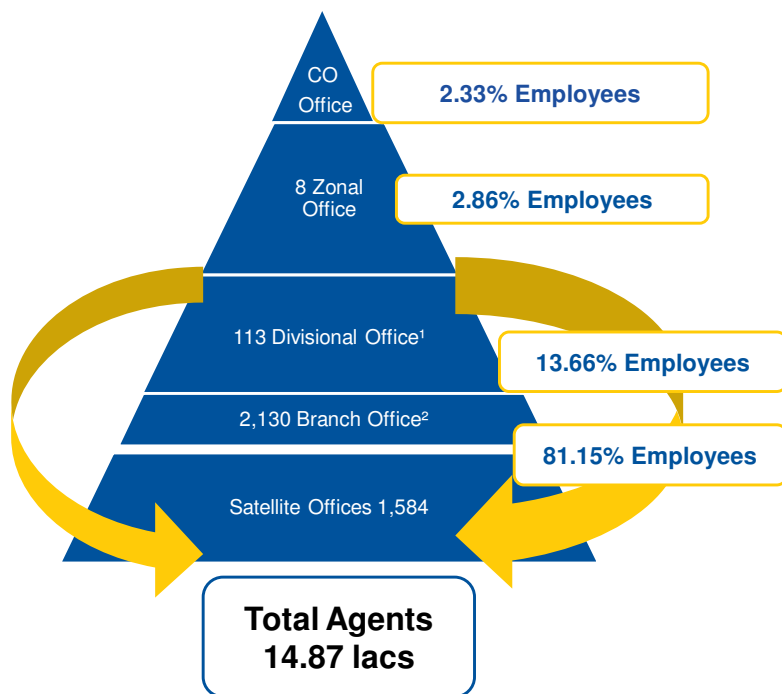 CO
Office
2.33% Employees
8 Zonal
Office
2.86% Employees
113 Divisional Office¹
13.66% Employees
2,130 Branch Office²
81.15% Employees
Satellite Offices 1,584
Total Agents
14.87 lacs